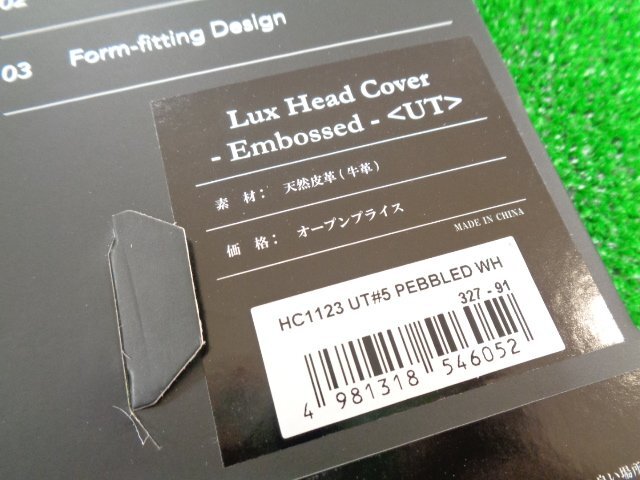 02
03 Form-fitting Design
Lux Head Cover
- Embossed - <UT>
素 材： 天然皮革(牛革)
価 格： オープンプライス
MADE IN CHINA
HC1123 UT#5 PEBBLED WH
327 - 91
4 981318 546052